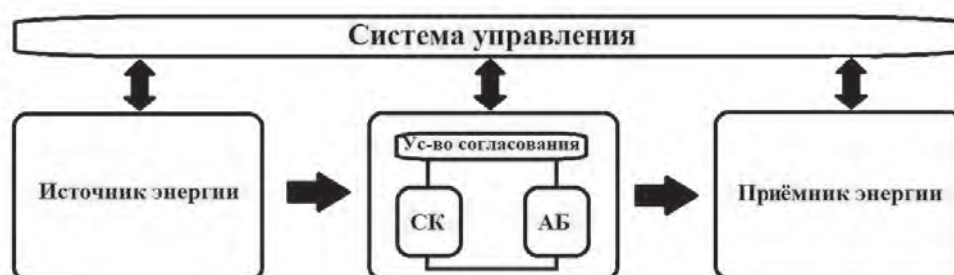 Система управления
Ус-во согласования
Источник энергии
СК
АБ
Приёмник энергии